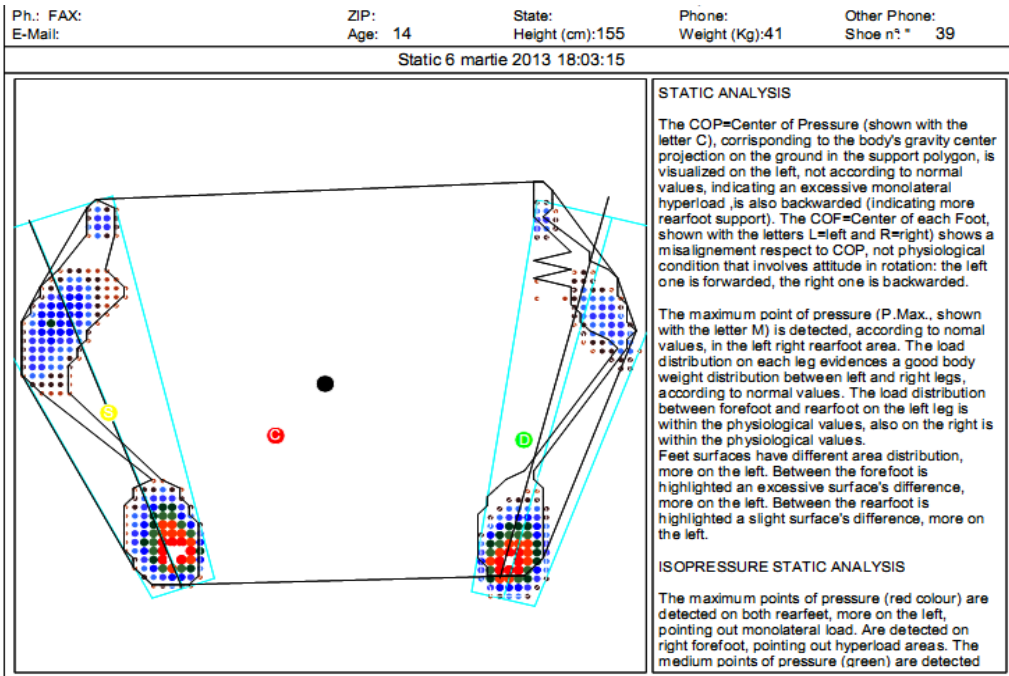 Ph.: FAX: ZIP: State: Phone: Other Phone:
E-Mail: Age: 14 Height (cm):155 Weight (Kg):41 Shoe n°: " 39
Static 6 martie 2013 18:03:15
S
C
D
STATIC ANALYSIS
The COP=Center of Pressure (shown with the
letter C), corrisponding to the body's gravity center
projection on the ground in the support polygon, is
visualized on the left, not according to normal
values, indicating an excessive monolateral
hyperload ,is also backwarded (indicating more
rearfoot support). The COF=Center of each Foot,
shown with the letters L=left and R=right) shows a
misalignement respect to COP, not physiological
condition that involves attitude in rotation: the left
one is forwarded, the right one is backwarded.
The maximum point of pressure (P.Max., shown
with the letter M) is detected, according to nomal
values, in the left right rearfoot area. The load
distribution on each leg evidences a good body
weight distribution between left and right legs,
according to normal values. The load distribution
between forefoot and rearfoot on the left leg is
within the physiological values, also on the right is
within the physiological values.
Feet surfaces have different area distribution,
more on the left. Between the forefoot is
highlighted an excessive surface's difference,
more on the left. Between the rearfoot is
highlighted a slight surface's difference, more on
the left.
ISOPRESSURE STATIC ANALYSIS
The maximum points of pressure (red colour) are
detected on both rearfeet, more on the left,
pointing out monolateral load. Are detected on
right forefoot, pointing out hyperload areas. The
medium points of pressure (green) are detected